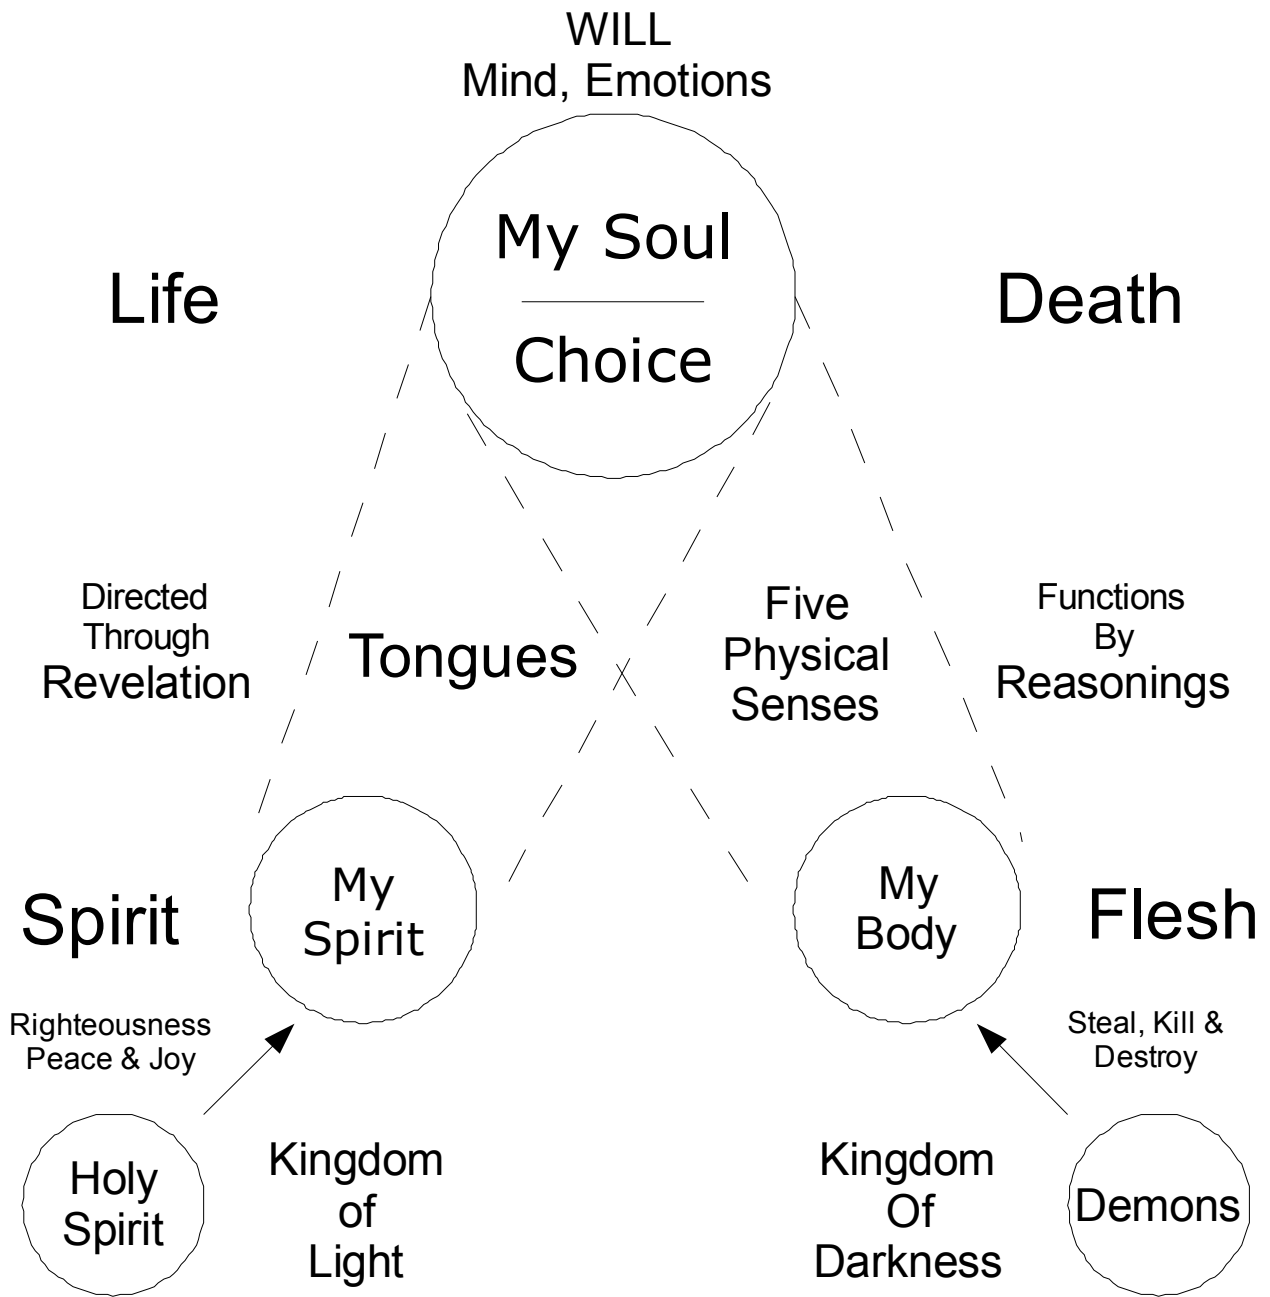 WILL
Mind, Emotions
My Soul
Choice
Life
Death
Directed
Through
Revelation
Tongues
Five
Physical
Senses
Functions
By
Reasonings
Spirit
My
Spirit
My
Body
Flesh
Righteousness
Peace & Joy
Steal, Kill &
Destroy
Holy
Spirit
Kingdom
of
Light
Kingdom
Of
Darkness
Demons